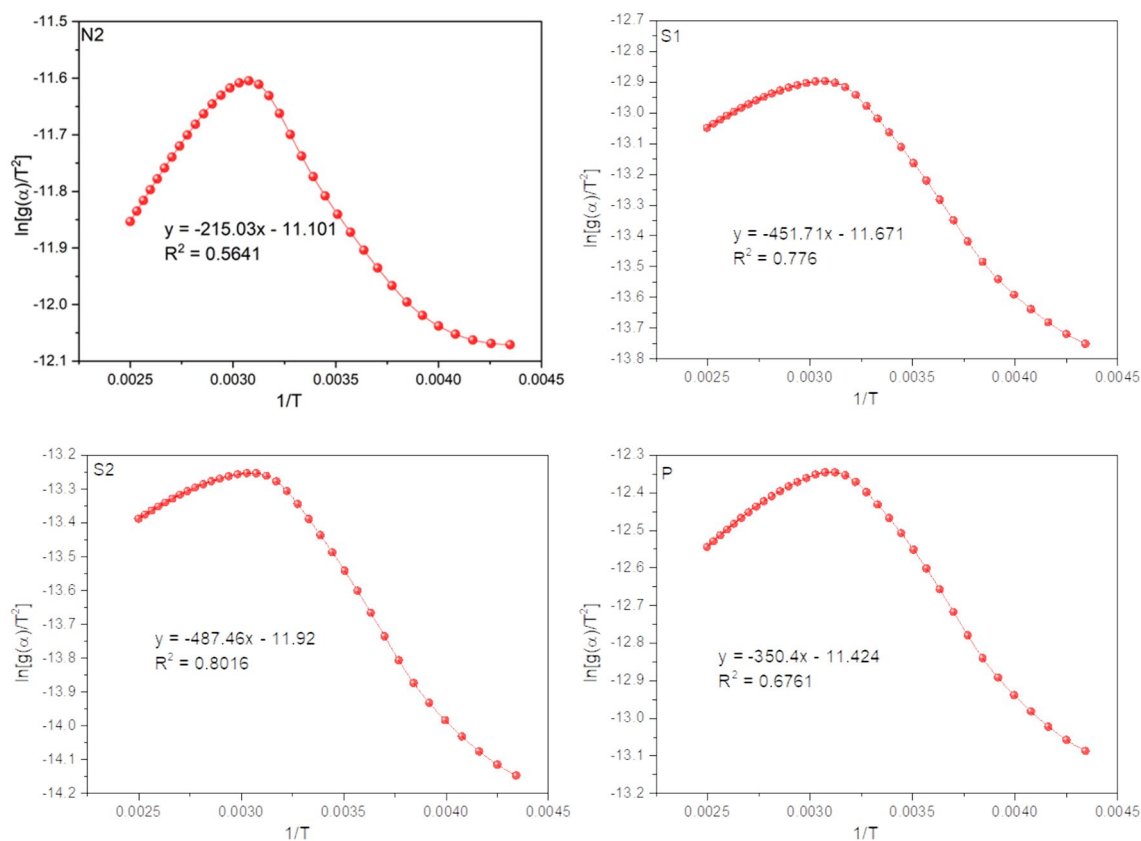 N2
-11.5
-11.6
-11.7
-11.8
-11.9
-12.0
-12.1
ln[g(α)/T²]
y = -215.03x - 11.101
R² = 0.5641
0.0025 0.0030 0.0035 0.0040 0.0045
1/T
S1
-12.7
-12.8
-12.9
-13.0
-13.1
-13.2
-13.3
-13.4
-13.5
-13.6
-13.7
-13.8
ln[g(α)/T²]
y = -451.71x - 11.671
R² = 0.776
0.0025 0.0030 0.0035 0.0040 0.0045
1/T
S2
-13.2
-13.3
-13.4
-13.5
-13.6
-13.7
-13.8
-13.9
-14.0
-14.1
-14.2
ln[g(α)/T²]
y = -487.46x - 11.92
R² = 0.8016
0.0025 0.0030 0.0035 0.0040 0.0045
1/T
P
-12.3
-12.4
-12.5
-12.6
-12.7
-12.8
-12.9
-13.0
-13.1
-13.2
ln[g(α)/T²]
y = -350.4x - 11.424
R² = 0.6761
0.0025 0.0030 0.0035 0.0040 0.0045
1/T